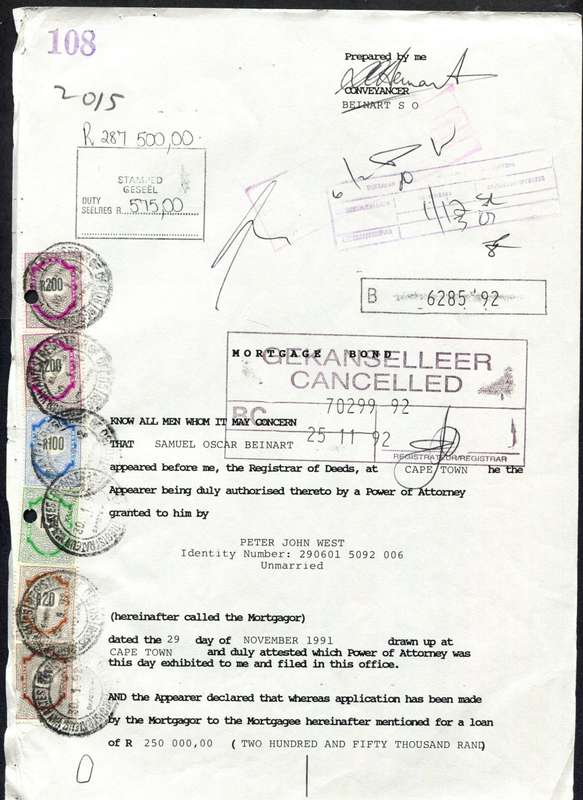 108
Prepared by me
2015
CONVEYANCER
BEINART S O
R 287 500,00
STAMPED
GESEËL
DUTY
SEELREG R 575,00
B 6285 '92
R200
200
R100
R20
MORTGAGE BOND
GEKANSELLEER
CANCELLED
BC 70299 92
25 11 92
REGISTRATEUR/REGISTRAR
KNOW ALL MEN WHOM IT MAY CONCERN
THAT SAMUEL OSCAR BEINART
appeared before me, the Registrar of Deeds, at CAPE TOWN he the
Appearer being duly authorised thereto by a Power of Attorney
granted to him by
PETER JOHN WEST
Identity Number: 290601 5092 006
Unmarried
(hereinafter called the Mortgagor)
dated the 29 day of NOVEMBER 1991 drawn up at
CAPE TOWN and duly attested which Power of Attorney was
this day exhibited to me and filed in this office.
AND the Appearer declared that whereas application has been made
by the Mortgagor to the Mortgagee hereinafter mentioned for a loan
of R 250 000,00 ( TWO HUNDRED AND FIFTY THOUSAND RAND)